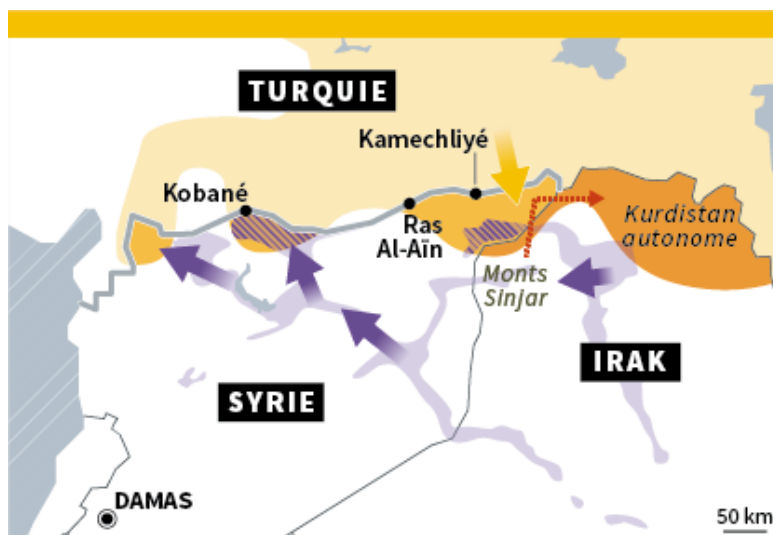 TURQUIE
Kamechliyé
Kobané
Ras
Al-Aïn
Kurdistan
autonome
Monts
Sinjar
IRAK
SYRIE
DAMAS
50 km